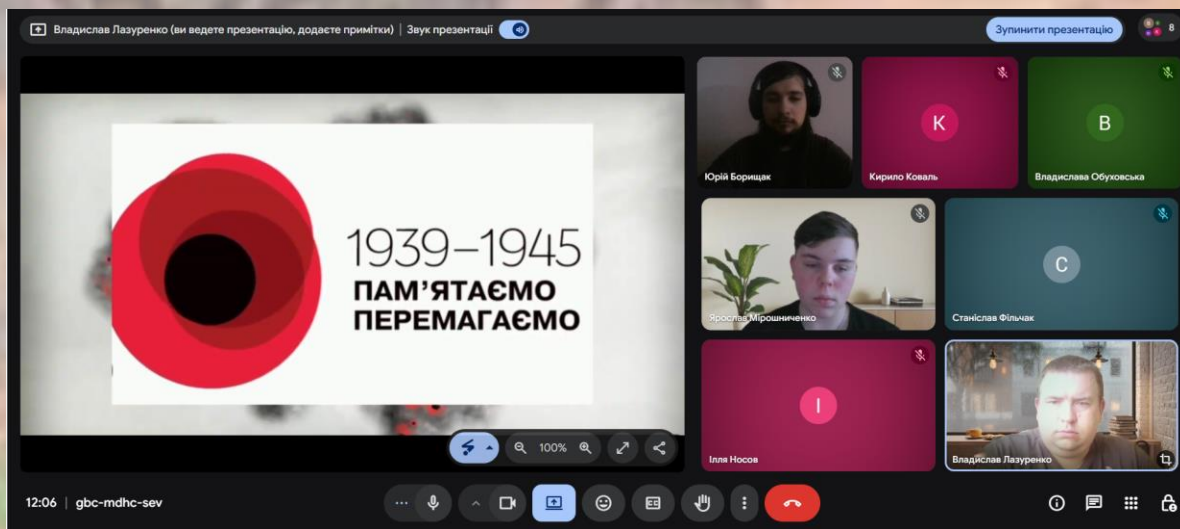 Владислав Лазуренко (ви ведете презентацію, додаєте примітки) | Звук презентації
Зупинити презентацію
8
1939–1945
ПАМ'ЯТАЄМО
ПЕРЕМАГАЄМО
100%
Юрій Борищак
К
Кирило Коваль
В
Владислава Обуховська
Ярослав Мірошниченко
С
Станіслав Фільчак
І
Ілля Носов
Владислав Лазуренко
12:06 | gbc-mdhc-sev